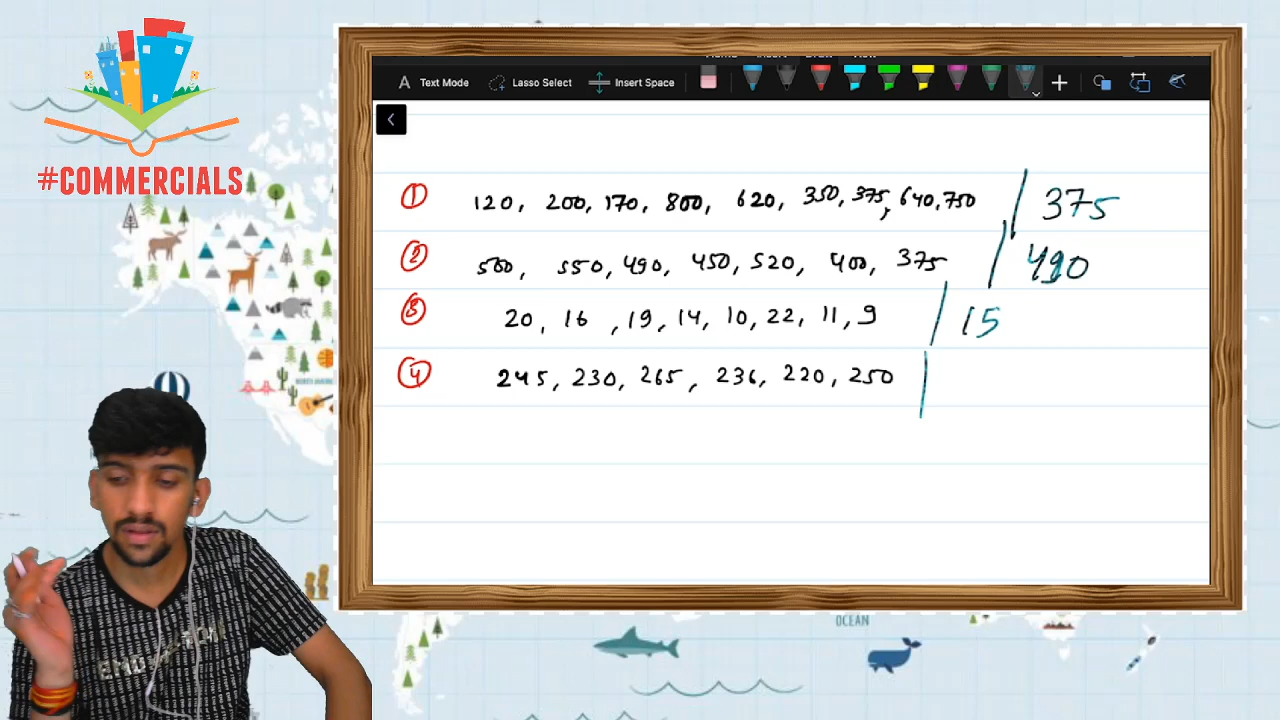 #COMMERCIALS
Text Mode Lasso Select Insert Space
① 120, 200, 170, 800, 620, 350, 375, 640, 750 / 375
② 500, 550, 490, 450, 520, 400, 375 / 490
③ 20, 16, 19, 14, 10, 22, 11, 9 / 15
④ 245, 230, 265, 236, 220, 250 /
OCEAN